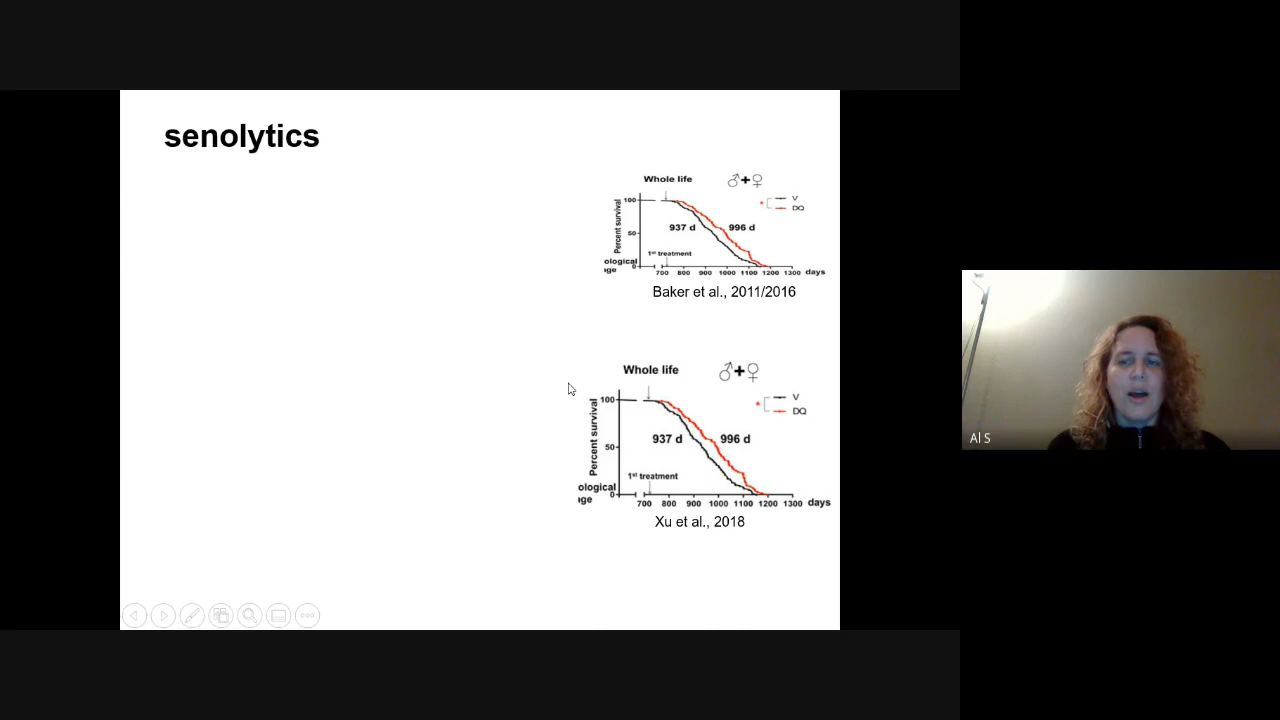 senolytics
Whole life
♂+♀
Percent survival
100
50
0
* V
DQ
937 d 996 d
1st treatment
ological
age
700 800 900 1000 1100 1200 1300 days
Baker et al., 2011/2016
Whole life
♂+♀
Percent survival
100
50
0
* V
DQ
937 d 996 d
1st treatment
ological
age
700 800 900 1000 1100 1200 1300 days
Xu et al., 2018
Al S